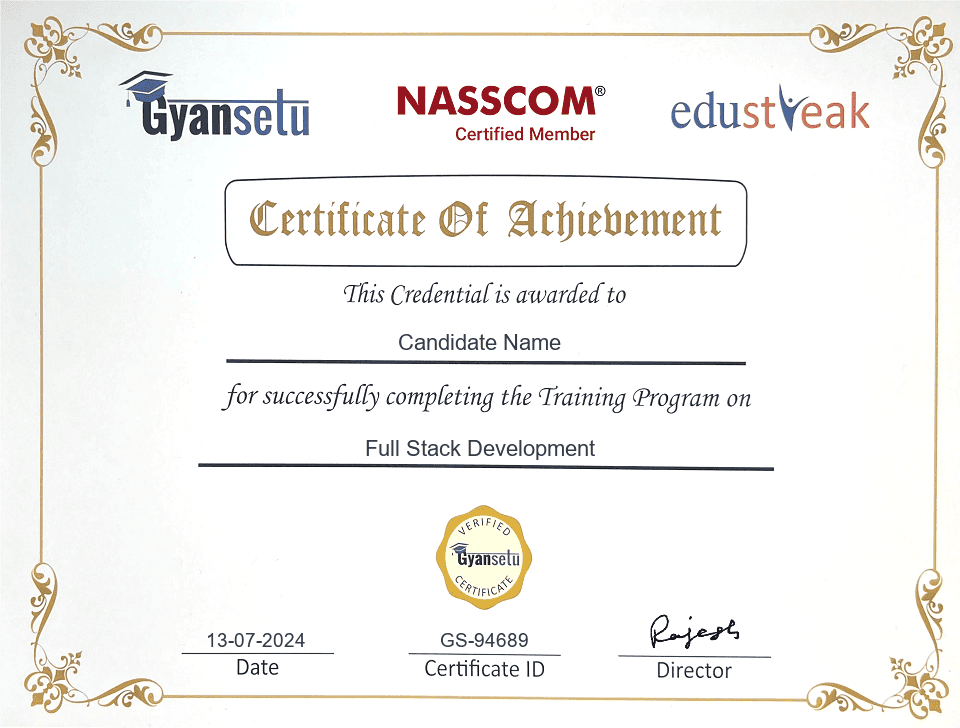 Gyansetu
NASSCOM®
Certified Member
edustreak
Certificate Of Achievement
This Credential is awarded to
Candidate Name
for successfully completing the Training Program on
Full Stack Development
VERIFIED
Gyansetu
CERTIFICATE
13-07-2024
GS-94689
Rajesh
Date
Certificate ID
Director